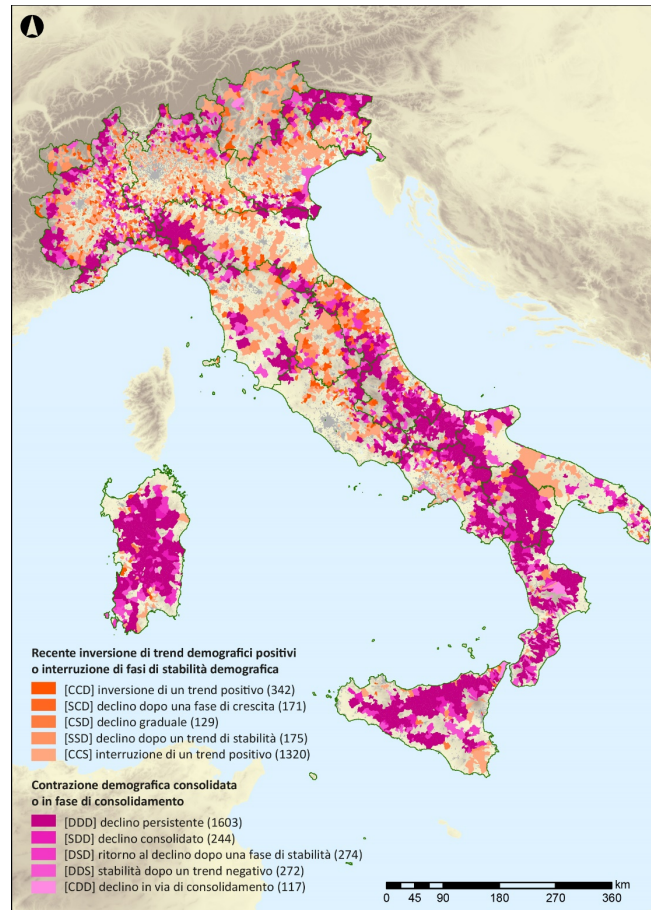 Recente inversione di trend demografici positivi
o interruzione di fasi di stabilità demografica
[CCD] inversione di un trend positivo (342)
[SCD] declino dopo una fase di crescita (171)
[CSD] declino graduale (129)
[SSD] declino dopo un trend di stabilità (175)
[CCS] interruzione di un trend positivo (1320)
Contrazione demografica consolidata
o in fase di consolidamento
[DDD] declino persistente (1603)
[SDD] declino consolidato (244)
[DSD] ritorno al declino dopo una fase di stabilità (274)
[DDS] stabilità dopo un trend negativo (272)
[CDD] declino in via di consolidamento (117)
km
0 45 90 180 270 360